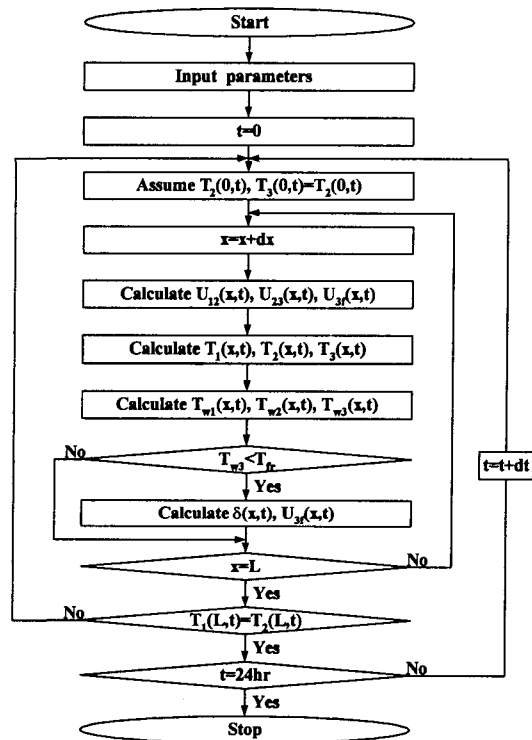 Start
Input parameters
t=0
Assume T₂(0,t), T₃(0,t)=T₂(0,t)
x=x+dx
Calculate U₁₂(x,t), U₂₃(x,t), U₃f(x,t)
Calculate T₁(x,t), T₂(x,t), T₃(x,t)
Calculate Tw1(x,t), Tw2(x,t), Tw3(x,t)
No
Tw3<Tfr
t=t+dt
Yes
Calculate δ(x,t), U3f(x,t)
x=L
No
Yes
No
T₁(L,t)=T₂(L,t)
Yes
t=24hr
No
Yes
Stop